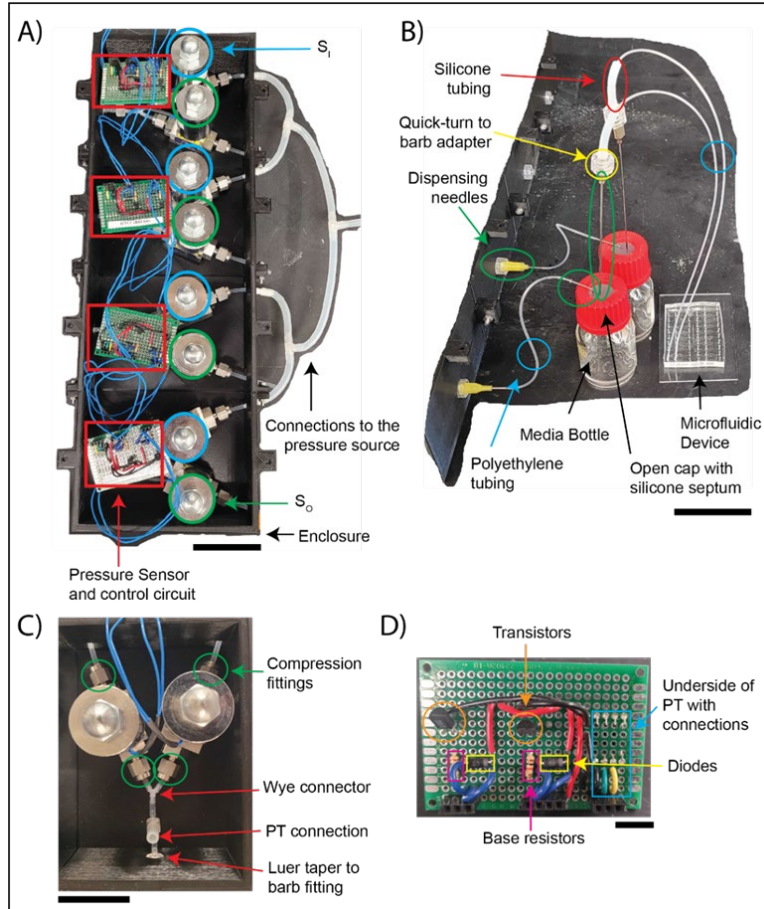 A)
S_I
Connections to the
pressure source
S_O
Enclosure
Pressure Sensor
and control circuit
B)
Silicone
tubing
Quick-turn to
barb adapter
Dispensing
needles
Media Bottle
Polyethylene
tubing
Microfluidic
Device
Open cap with
silicone septum
C)
Compression
fittings
Wye connector
PT connection
Luer taper to
barb fitting
D)
Transistors
Underside of
PT with
connections
Diodes
Base resistors